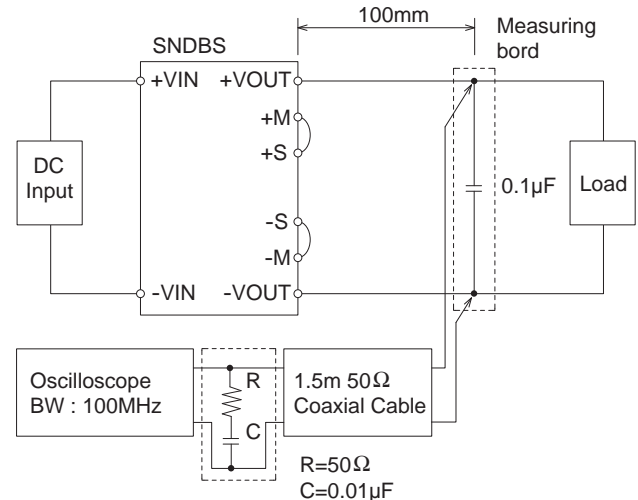 100mm
Measuring
bord
SNDBS
+VIN
+VOUT
+M
+S
DC
Input
0.1µF
Load
-S
-M
-VIN
-VOUT
Oscilloscope
BW : 100MHz
R
C
1.5m 50Ω
Coaxial Cable
R=50Ω
C=0.01µF